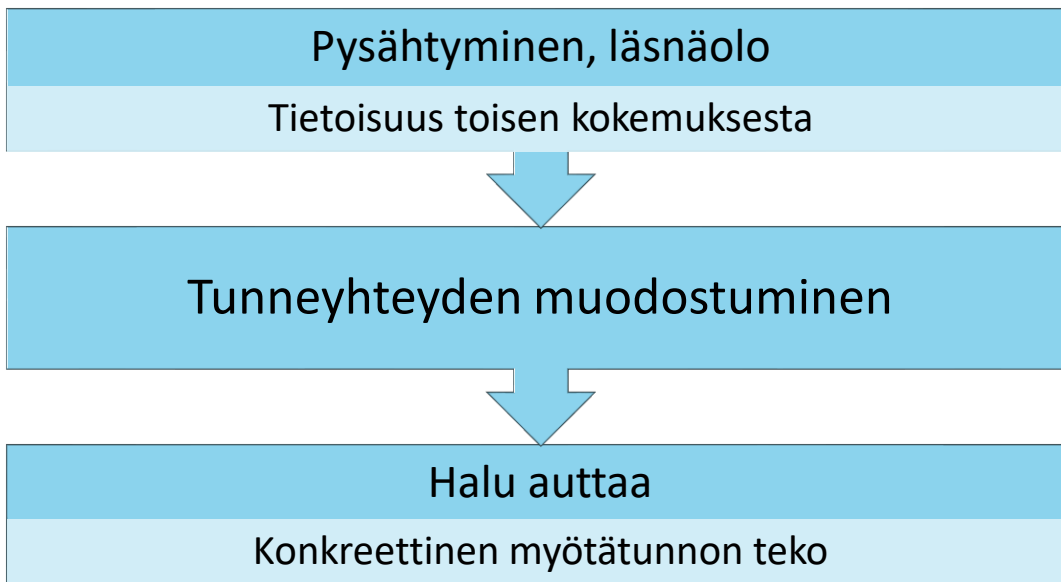 Pysähtyminen, läsnäolo
Tietoisuus toisen kokemuksesta
Tunneyhteyden muodostuminen
Halu auttaa
Konkreettinen myötätunnon teko